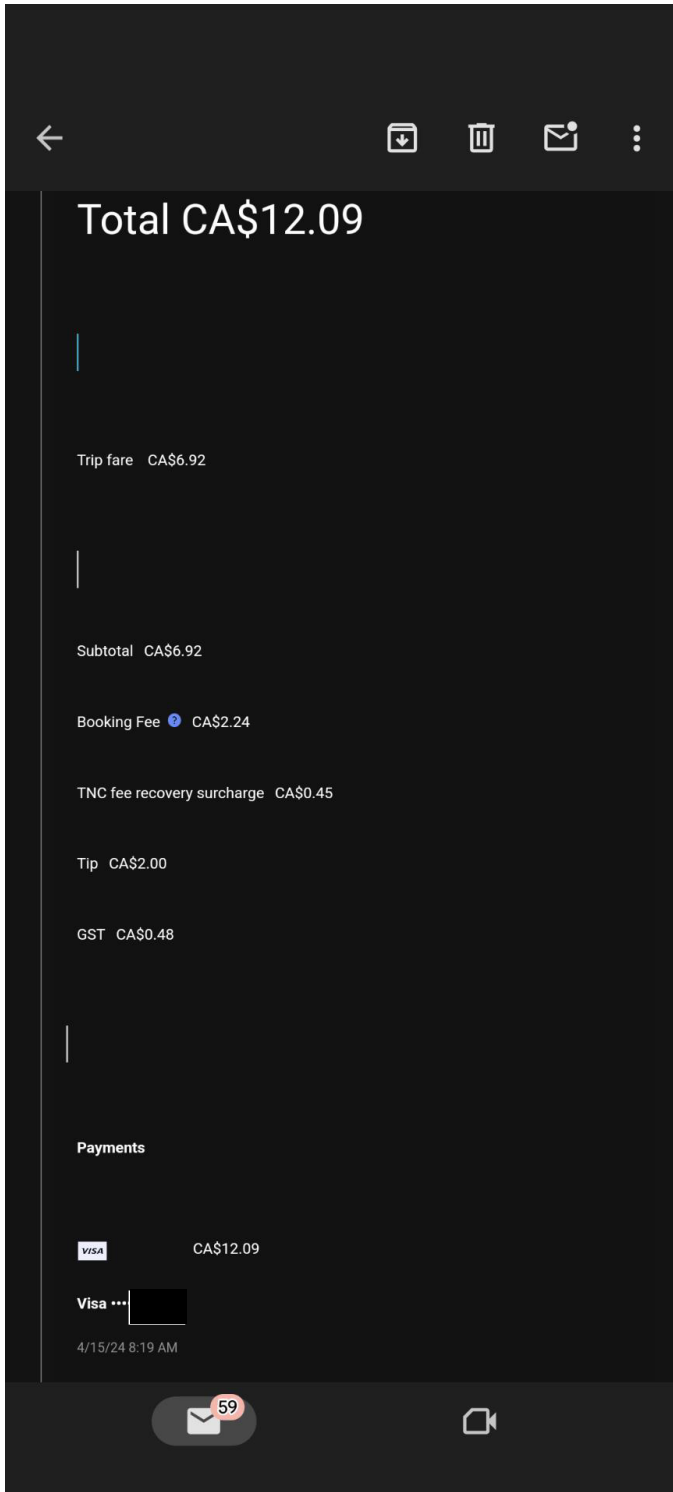 Total CA$12.09
Trip fare CA$6.92
Subtotal CA$6.92
Booking Fee ? CA$2.24
TNC fee recovery surcharge CA$0.45
Tip CA$2.00
GST CA$0.48
Payments
VISA CA$12.09
Visa ••••
4/15/24 8:19 AM
59